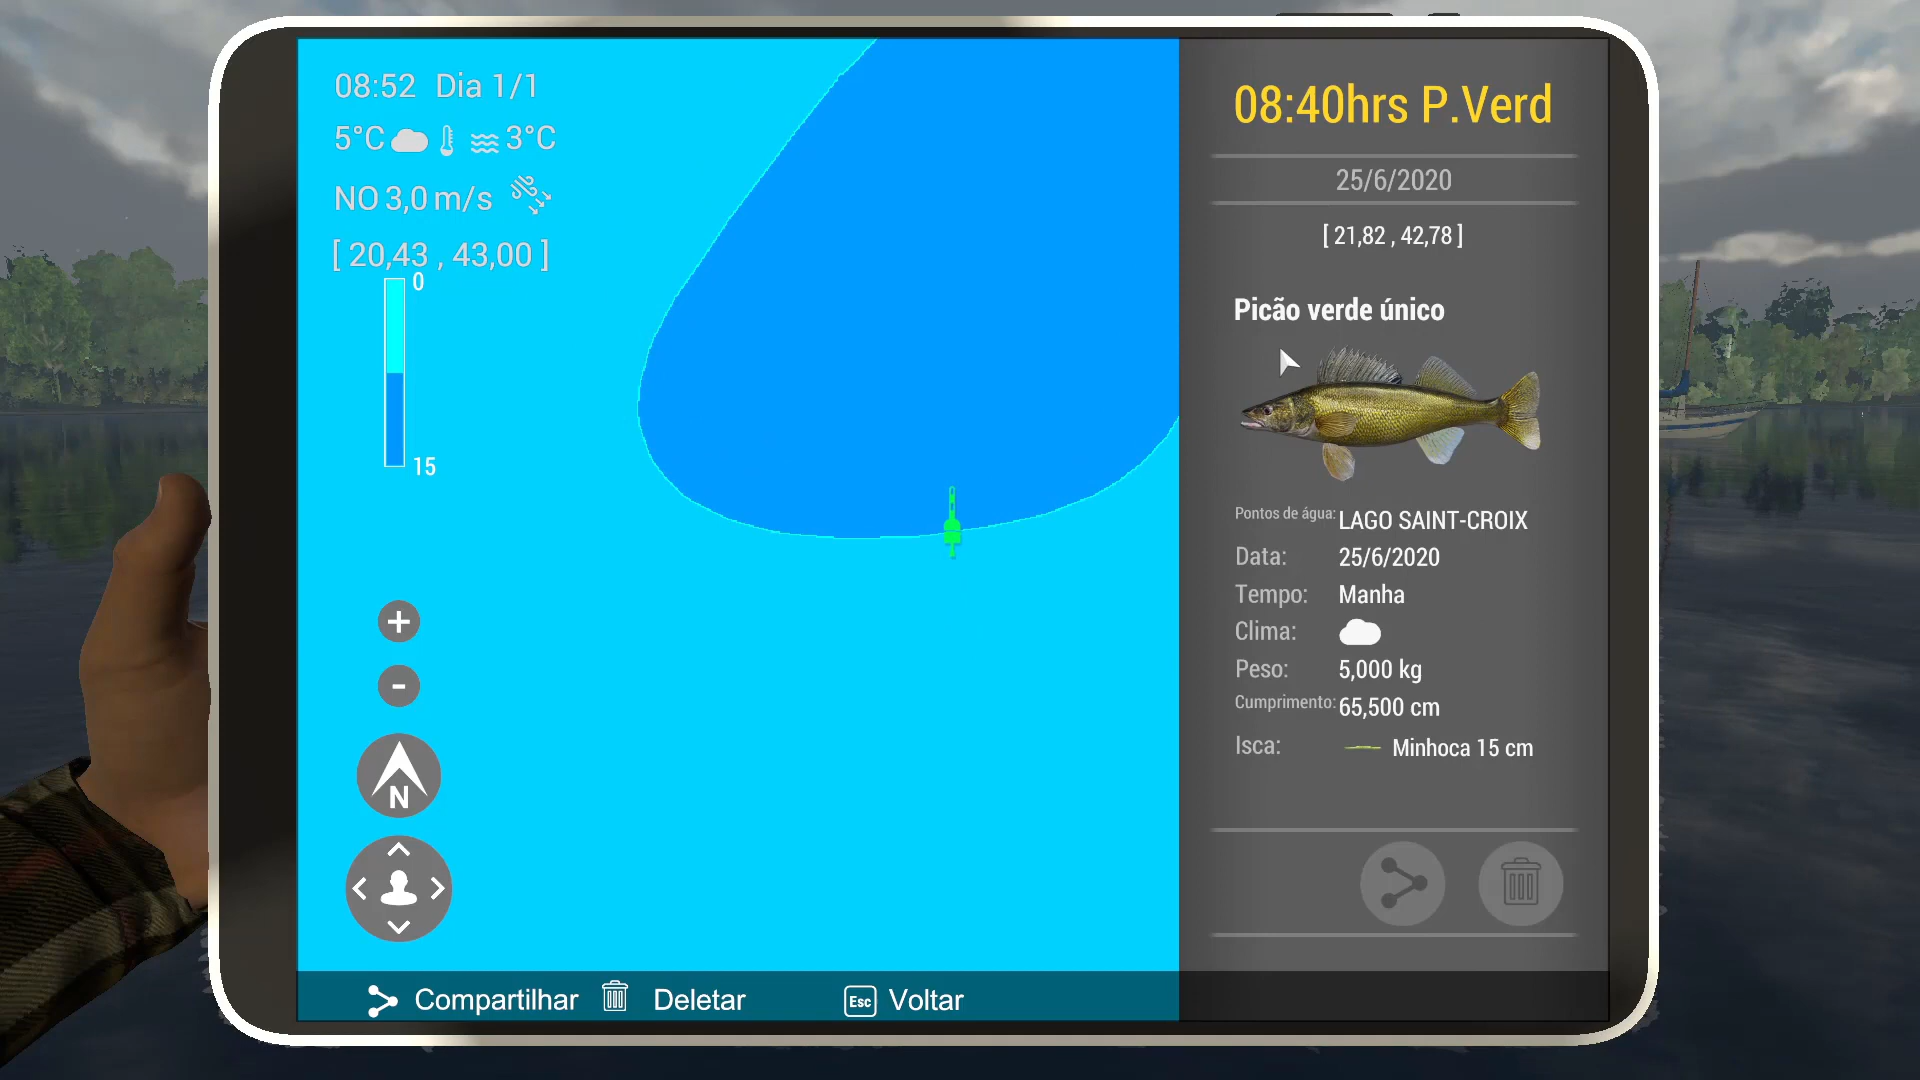 08:52 Dia 1/1
5°C 3°C
NO 3,0 m/s
[ 20,43 , 43,00 ]
0
15
+
-
N
Compartilhar Deletar Esc Voltar
08:40hrs P.Verd
25/6/2020
[ 21,82 , 42,78 ]
Picão verde único
Pontos de água: LAGO SAINT-CROIX
Data: 25/6/2020
Tempo: Manha
Clima:
Peso: 5,000 kg
Cumprimento: 65,500 cm
Isca: Minhoca 15 cm